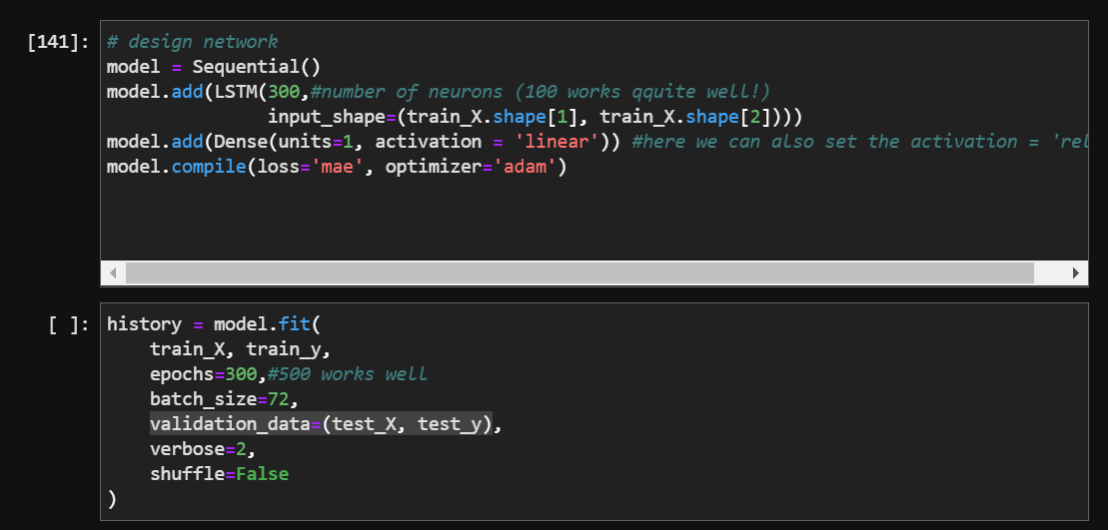 [141]: # design network
model = Sequential()
model.add(LSTM(300,#number of neurons (100 works qquite well!)
input_shape=(train_X.shape[1], train_X.shape[2])))
model.add(Dense(units=1, activation = 'linear')) #here we can also set the activation =
model.compile(loss='mae', optimizer='adam')
[ ]: history = model.fit(
train_X, train_y,
epochs=300,#500 works well
batch_size=72,
validation_data=(test_X, test_y),
verbose=2,
shuffle=False
)